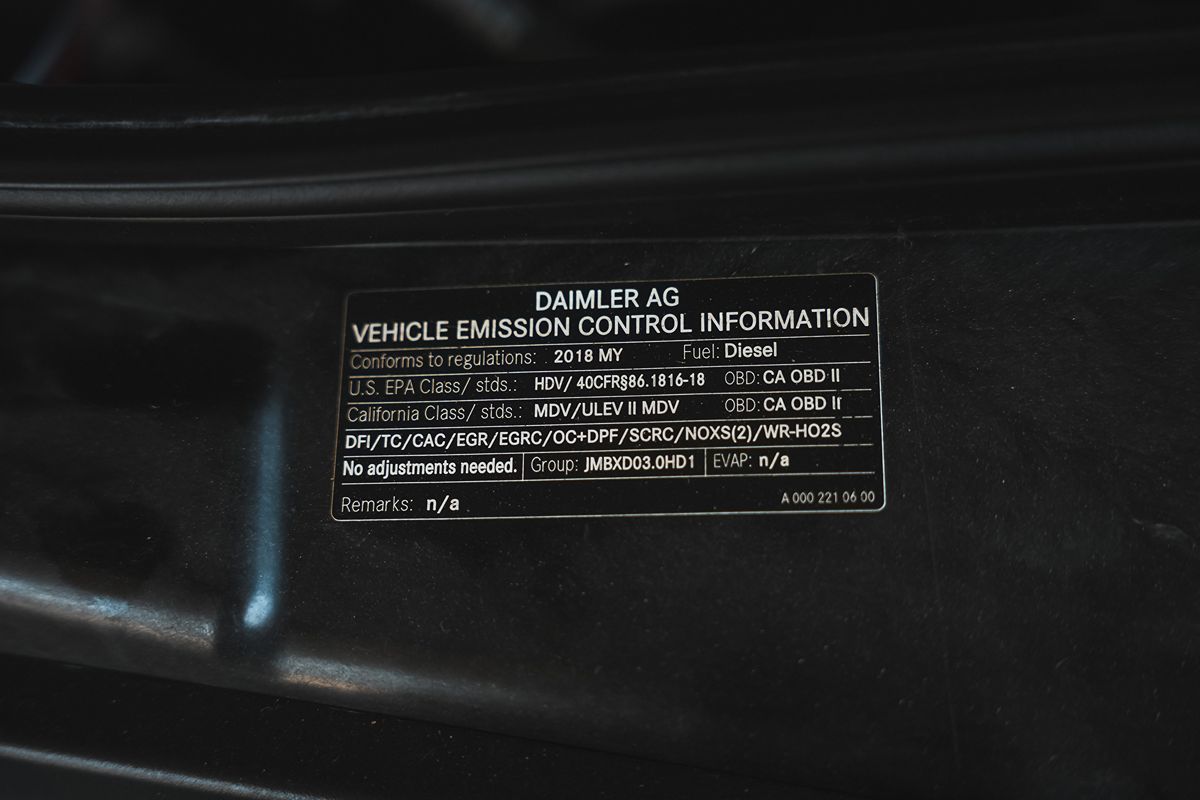 DAIMLER AG
VEHICLE EMISSION CONTROL INFORMATION
Conforms to regulations: 2018 MY Fuel: Diesel
U.S. EPA Class/ stds.: HDV/ 40CFR§86.1816-18 OBD: CA OBD II
California Class/ stds.: MDV/ULEV II MDV OBD: CA OBD II
DFI/TC/CAC/EGR/EGRC/OC+DPF/SCRC/NOXS(2)/WR-HO2S
No adjustments needed. Group: JMBXD03.0HD1 EVAP: n/a
Remarks: n/a A 000 221 06 00